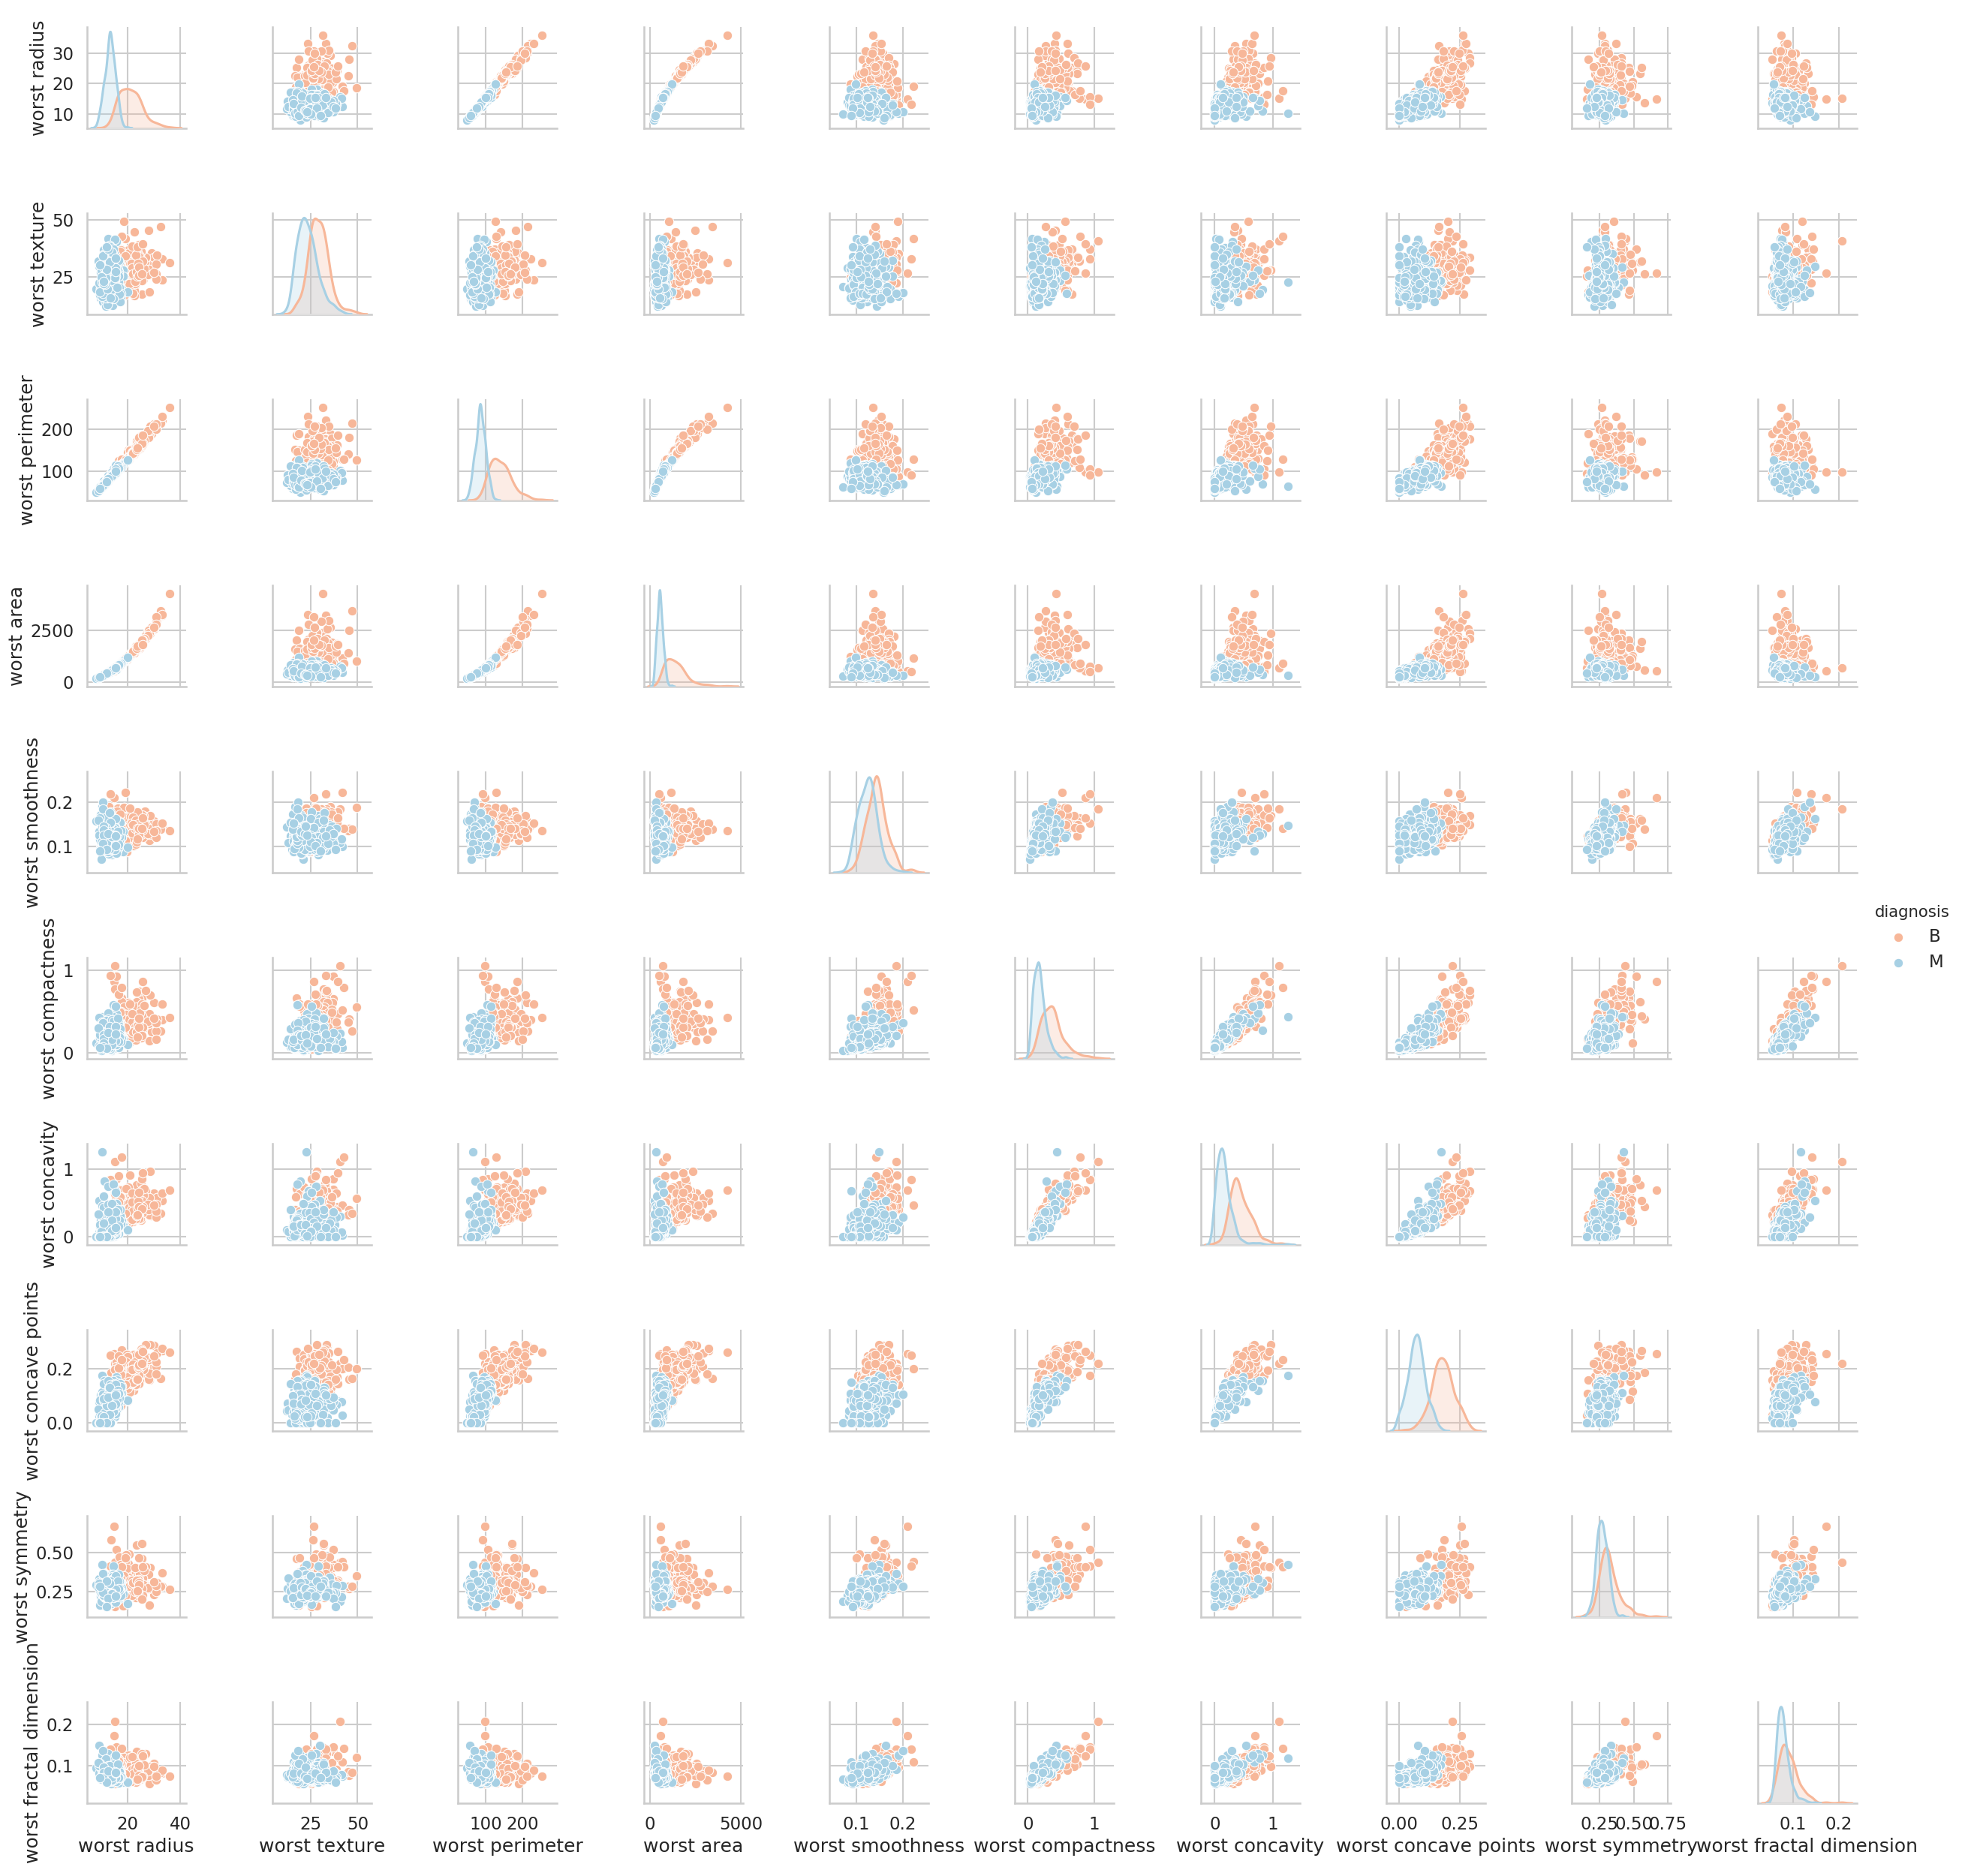 worst radius
30
20
10
worst texture
50
25
worst perimeter
200
100
worst area
2500
0
worst smoothness
0.2
0.1
worst compactness
1
0
diagnosis
B
M
worst concavity
1
0
worst concave points
0.2
0.0
worst symmetry
0.50
0.25
worst fractal dimension
0.2
0.1
20 40 25 50 100 200 0 5000 0.1 0.2 0 1 0 1 0.00 0.25 0.25 0.50 0.75 0.1 0.2
worst radius worst texture worst perimeter worst area worst smoothness worst compactness worst concavity worst concave points worst symmetry worst fractal dimension